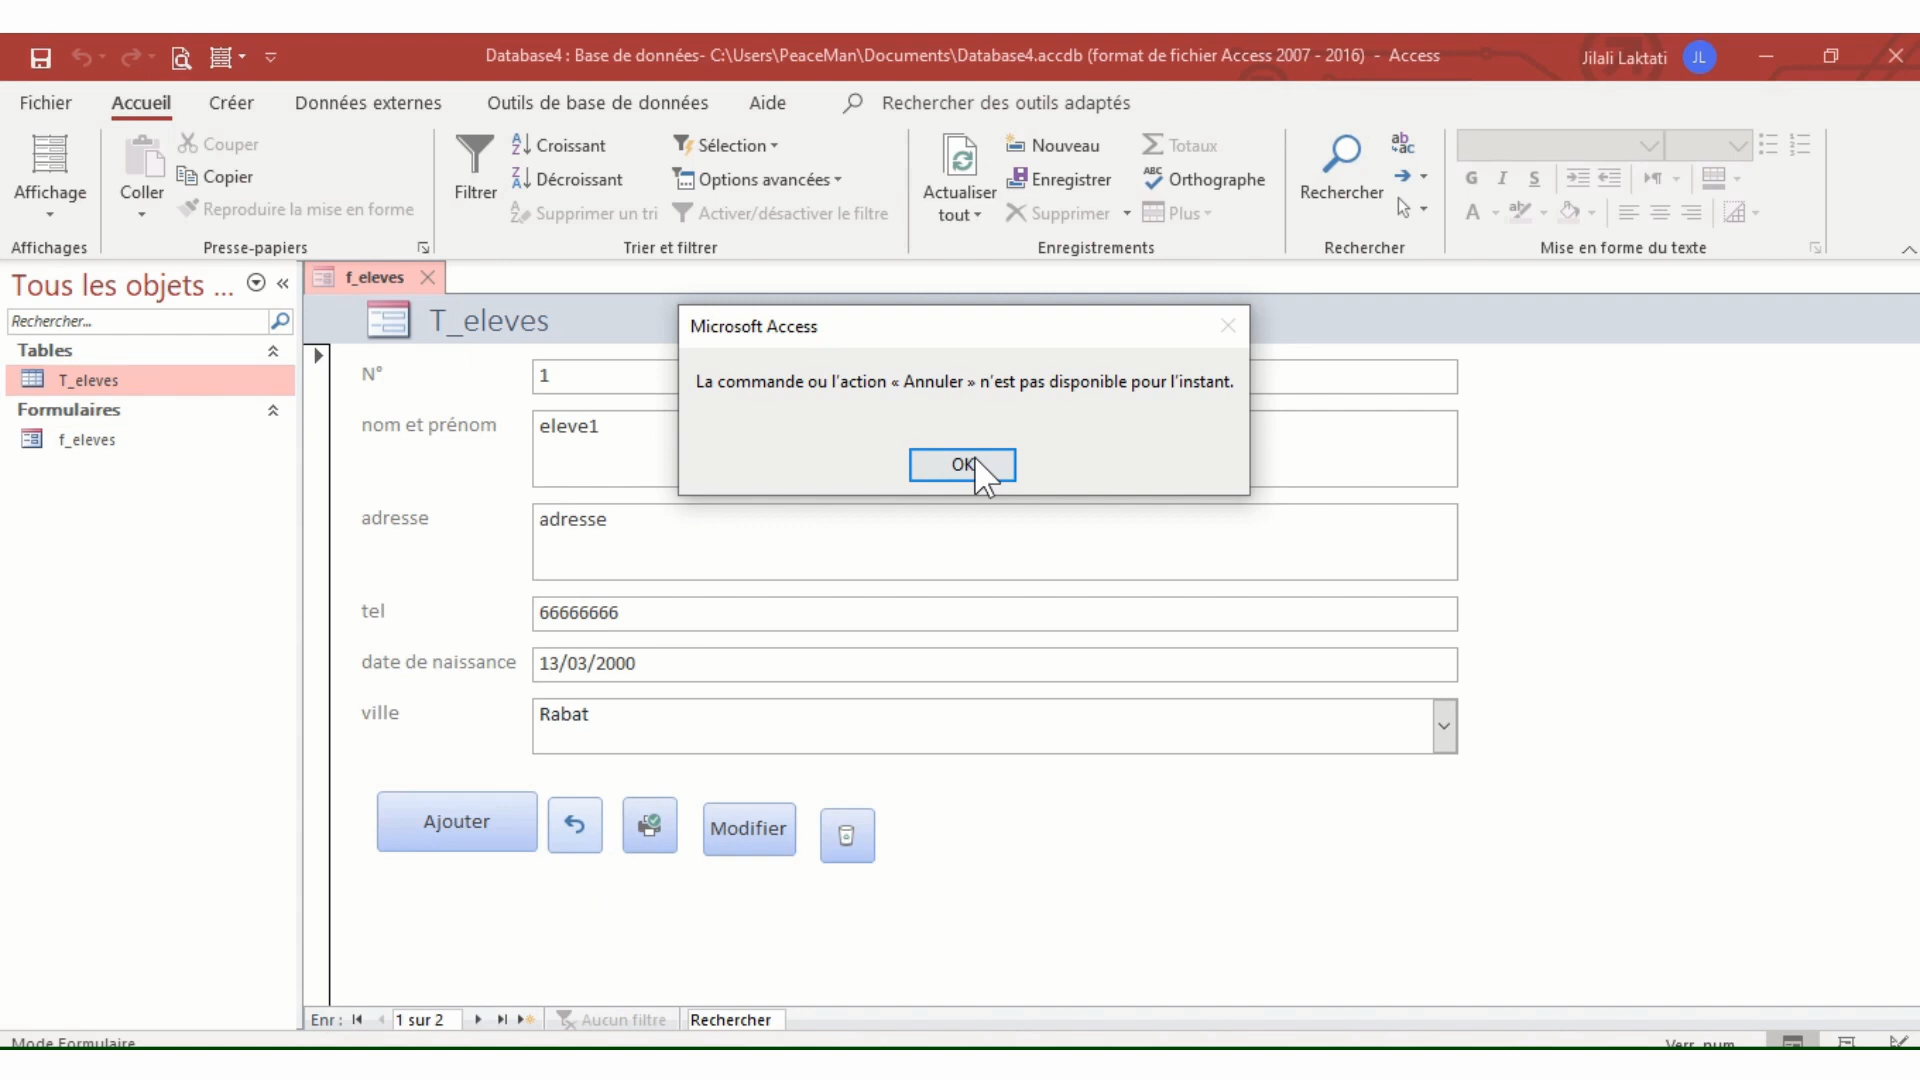 Database4 : Base de données- C:\Users\PeaceMan\Documents\Database4.accdb (format de fichier Access 2007 - 2016) - Access
Jilali Laktati
JL
Fichier
Accueil
Créer
Données externes
Outils de base de données
Aide
Rechercher des outils adaptés
Affichage
Coller
Couper
Copier
Reproduire la mise en forme
Filtrer
Croissant
Décroissant
Supprimer un tri
Sélection
Options avancées
Activer/désactiver le filtre
Actualiser
tout
Nouveau
Enregistrer
Supprimer
Totaux
Orthographe
Plus
Rechercher
G I S
A
Affichages
Presse-papiers
Trier et filtrer
Enregistrements
Rechercher
Mise en forme du texte
Tous les objets ...
Rechercher...
Tables
T_eleves
Formulaires
f_eleves
f_eleves
T_eleves
Microsoft Access
La commande ou l'action « Annuler » n'est pas disponible pour l'instant.
OK
N°
1
nom et prénom
eleve1
adresse
adresse
tel
66666666
date de naissance
13/03/2000
ville
Rabat
Ajouter
Modifier
Enr :
1 sur 2
Aucun filtre
Rechercher
Mode Formulaire
Verr. num.